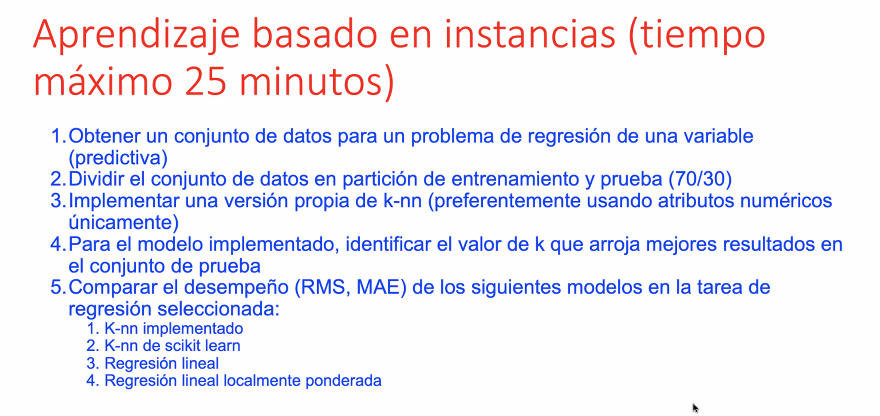 Aprendizaje basado en instancias (tiempo
máximo 25 minutos)
1. Obtener un conjunto de datos para un problema de regresión de una variable
(predictiva)
2. Dividir el conjunto de datos en partición de entrenamiento y prueba (70/30)
3. Implementar una versión propia de k-nn (preferentemente usando atributos numéricos
únicamente)
4. Para el modelo implementado, identificar el valor de k que arroja mejores resultados en
el conjunto de prueba
5. Comparar el desempeño (RMS, MAE) de los siguientes modelos en la tarea de
regresión seleccionada:
1. K-nn implementado
2. K-nn de scikit learn
3. Regresión lineal
4. Regresión lineal localmente ponderada